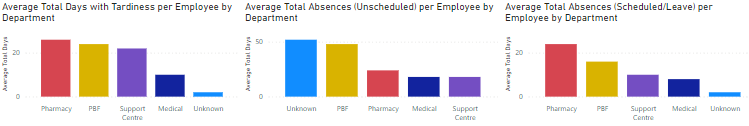 Average Total Days with Tardiness per Employee by
Department
Average Total Days
20
0
Pharmacy
PBF
Support
Centre
Medical
Unknown
Average Total Absences (Unscheduled) per Employee by
Department
Average Total Days
50
0
Unknown
PBF
Pharmacy
Medical
Support
Centre
Average Total Absences (Scheduled/Leave) per
Employee by Department
Average Total Days
20
0
Pharmacy
PBF
Support
Centre
Medical
Unknown